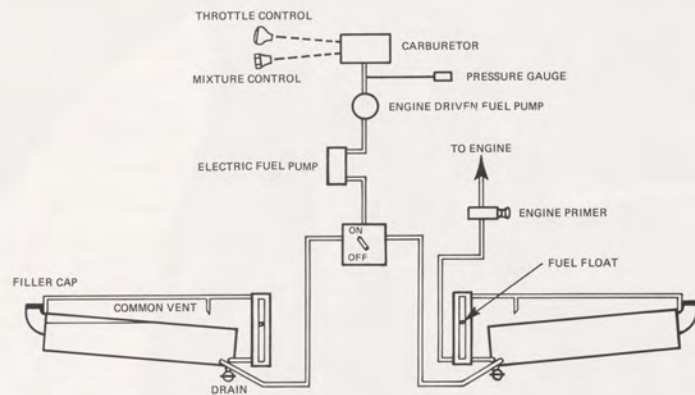 THROTTLE CONTROL
CARBURETOR
MIXTURE CONTROL
PRESSURE GAUGE
ENGINE DRIVEN FUEL PUMP
ELECTRIC FUEL PUMP
TO ENGINE
ENGINE PRIMER
ON
OFF
FUEL FLOAT
FILLER CAP
COMMON VENT
DRAIN